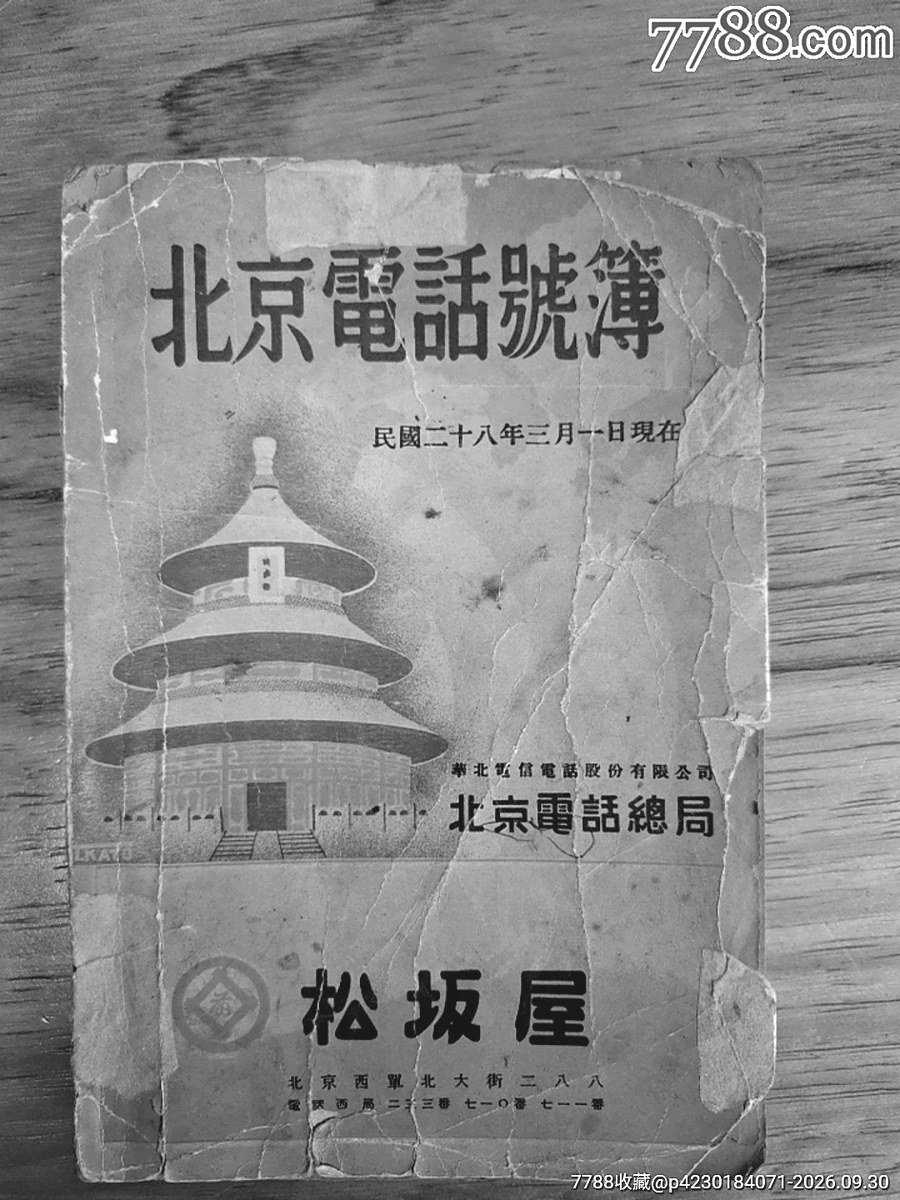 7788.com
北京電話號簿
民國二十八年三月一日現在
華北電信電話股份有限公司
北京電話總局
松坂屋
北京西單北大街二八八
電話西局 二三三番 七一〇番 七一一番
7788收藏@p4230184071-2026.09.30